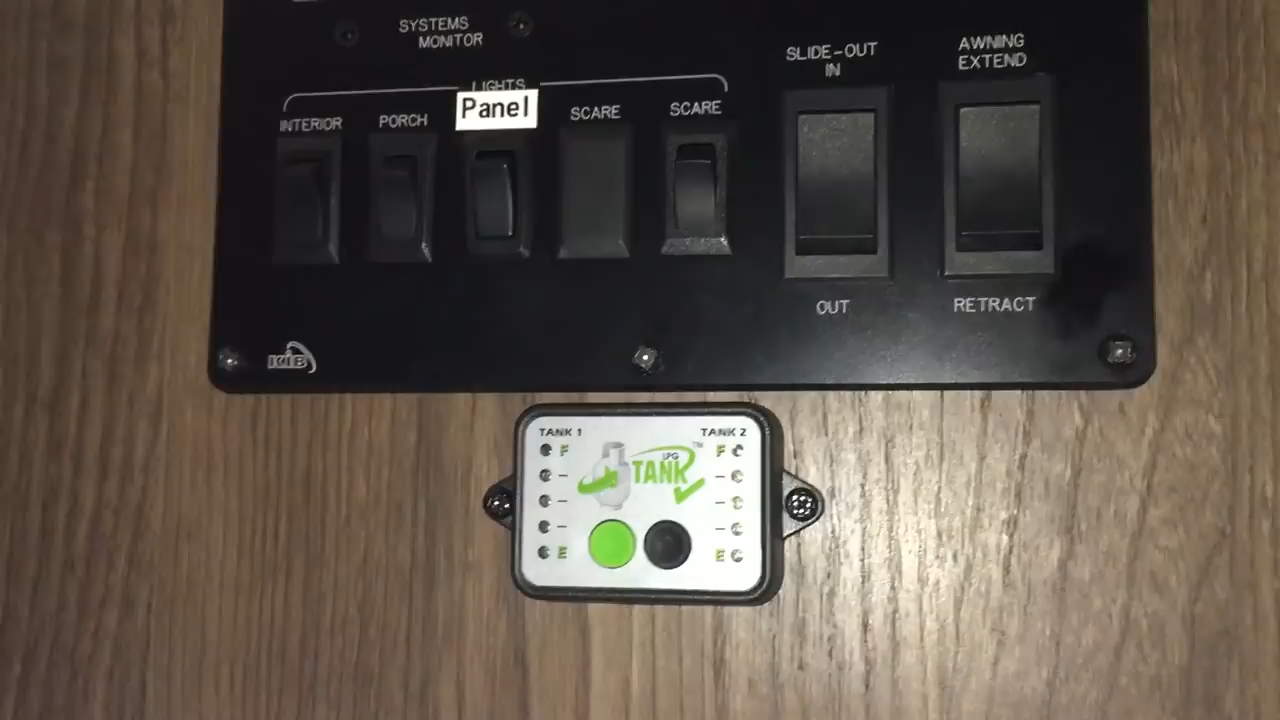 SYSTEMS
MONITOR
LIGHTS
Panel
INTERIOR
PORCH
SCARE
SCARE
SLIDE-OUT
IN
AWNING
EXTEND
OUT
RETRACT
KIB
TANK 1
TANK 2
F
F
LPG
TANK
TM
E
E